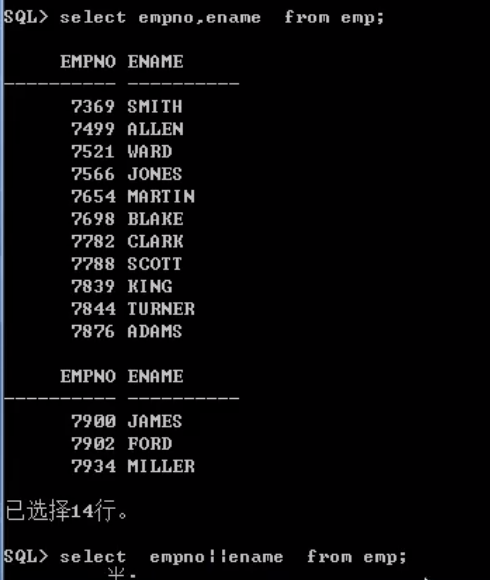 SQL> select empno,ename  from emp;
     EMPNO ENAME
---------- ----------
      7369 SMITH
      7499 ALLEN
      7521 WARD
      7566 JONES
      7654 MARTIN
      7698 BLAKE
      7782 CLARK
      7788 SCOTT
      7839 KING
      7844 TURNER
      7876 ADAMS
     EMPNO ENAME
---------- ----------
      7900 JAMES
      7902 FORD
      7934 MILLER
已选择14行。
SQL> select  empno||ename  from emp;
半: